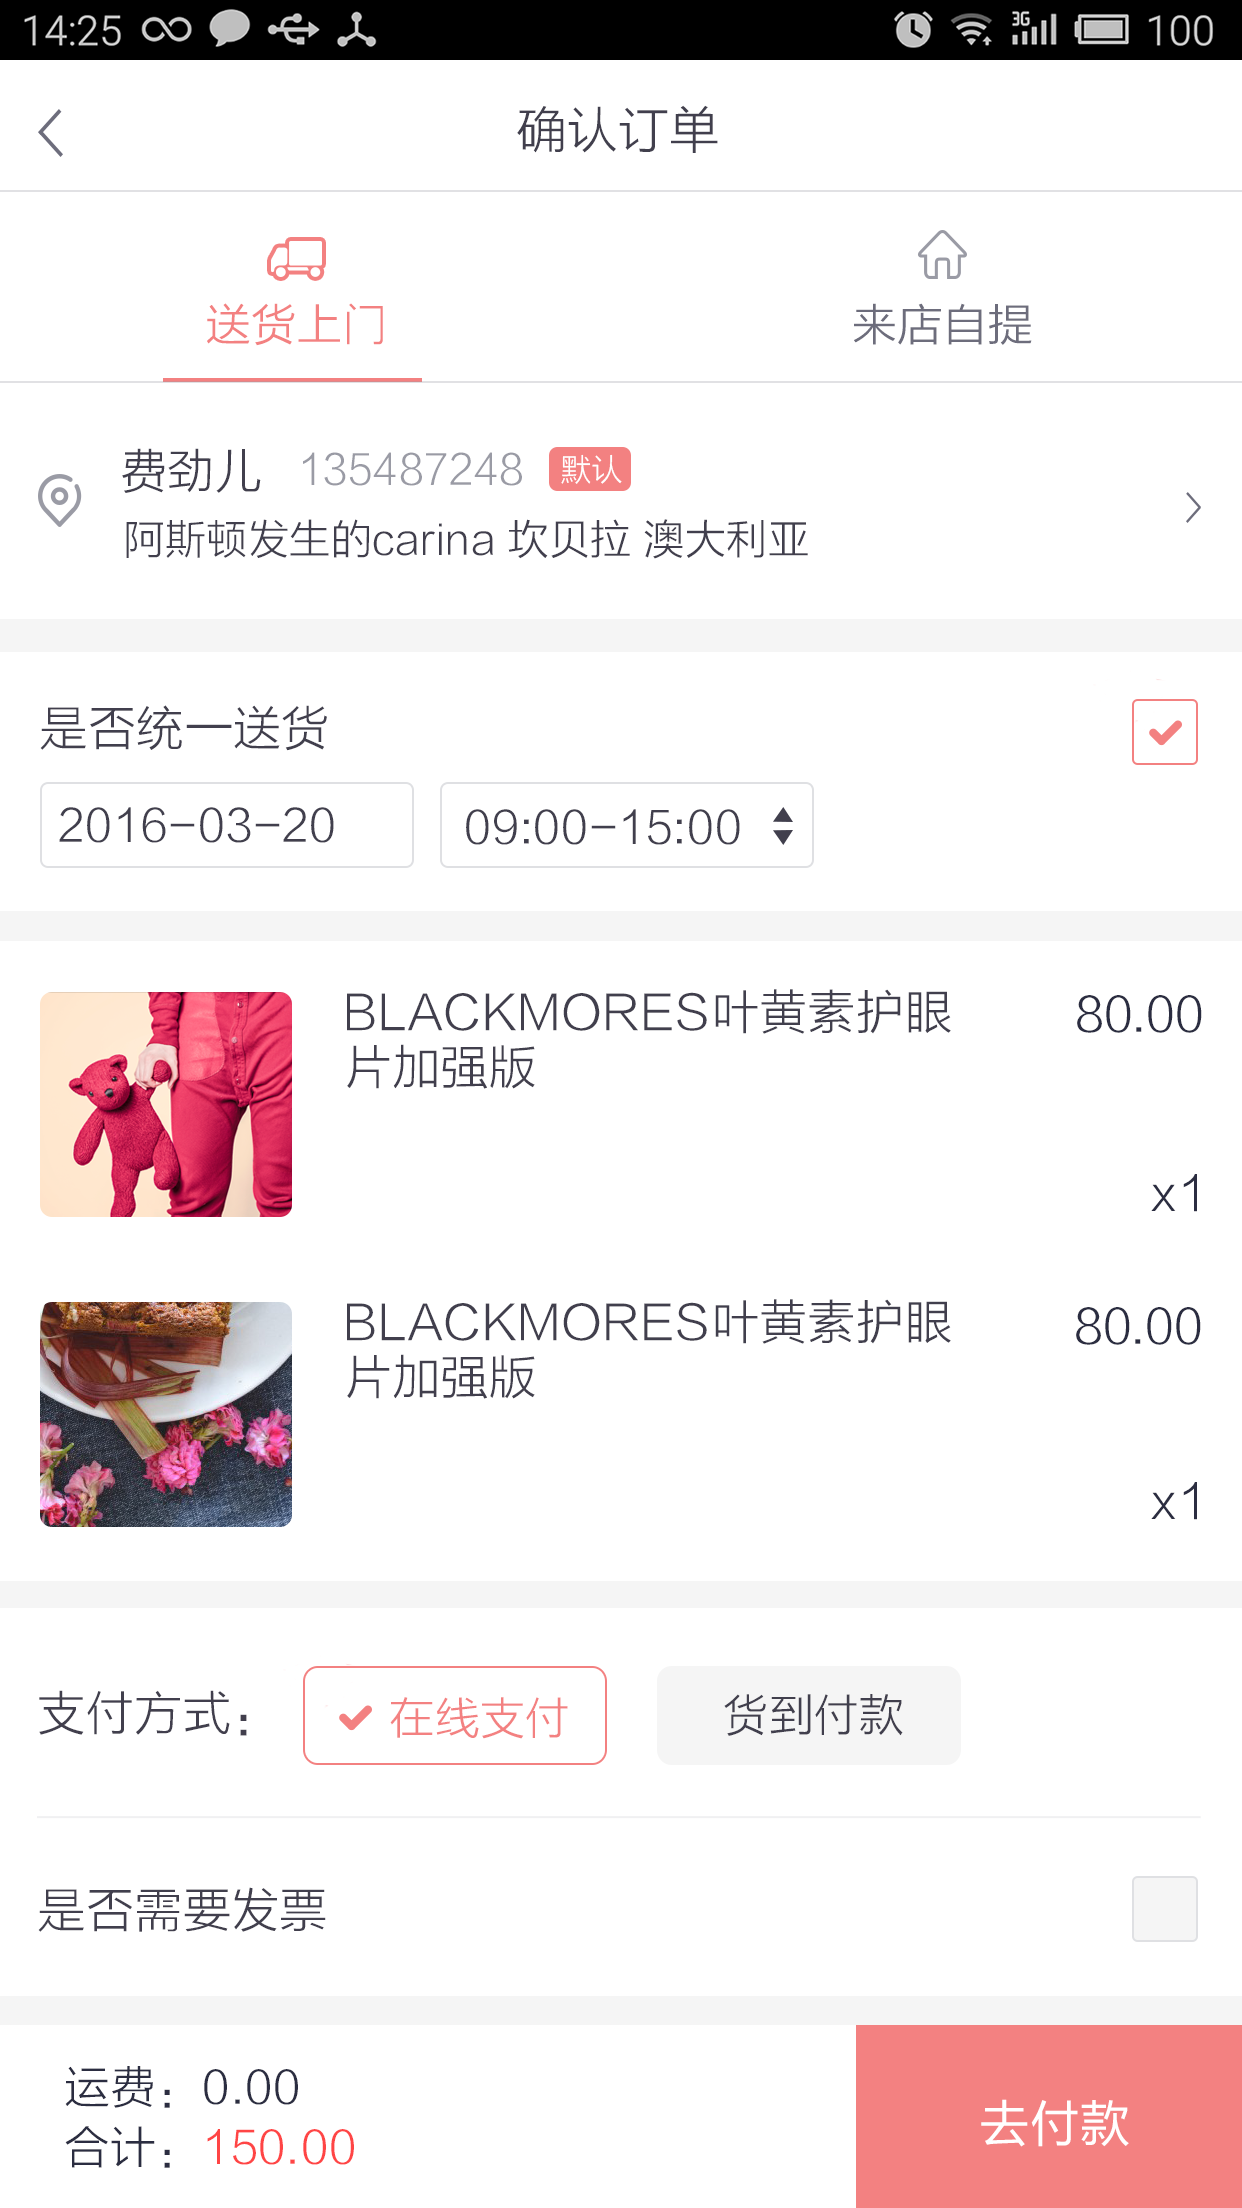 14:25
3G
100
确认订单
送货上门
来店自提
费劲儿 135487248 默认
阿斯顿发生的carina 坎贝拉 澳大利亚
是否统一送货
2016-03-20
09:00-15:00
BLACKMORES叶黄素护眼 80.00
片加强版
x1
BLACKMORES叶黄素护眼 80.00
片加强版
x1
支付方式： 在线支付 货到付款
是否需要发票
运费：0.00
合计：150.00
去付款